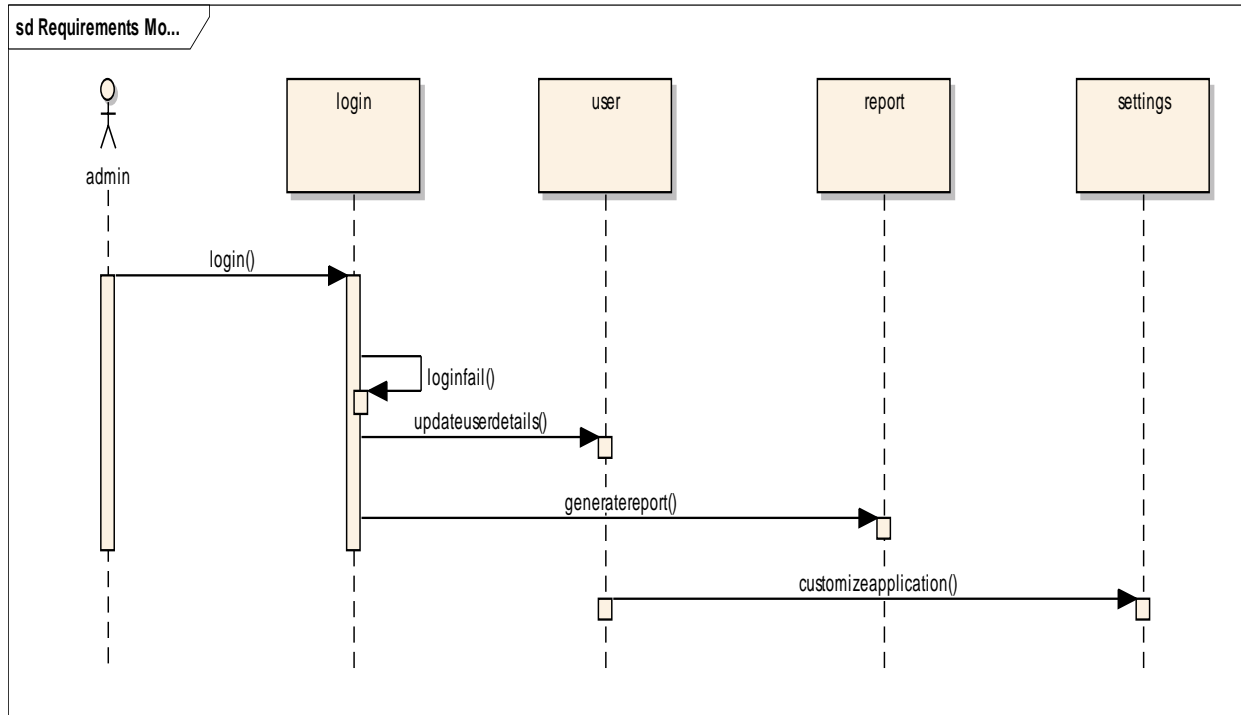 sd Requirements Mo...
admin
login
user
report
settings
login()
loginfail()
updateuserdetails()
generatereport()
customizeapplication()